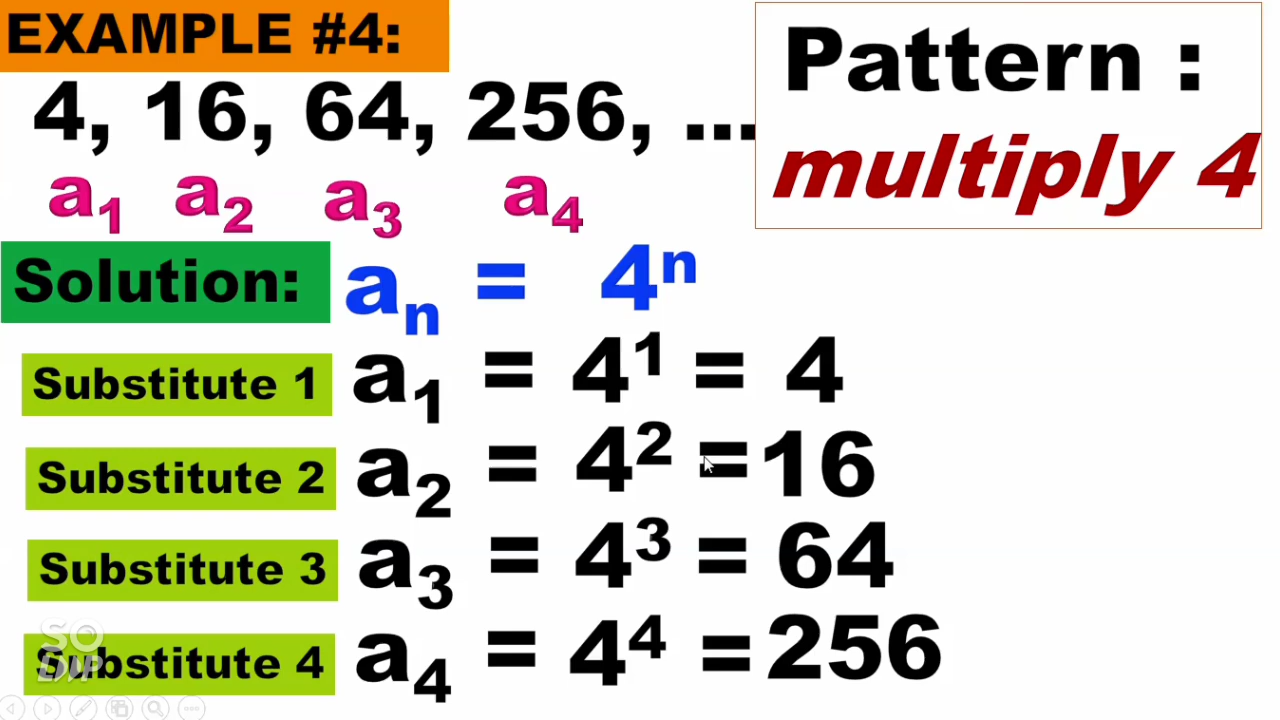 EXAMPLE #4:
Pattern :
multiply 4
4, 16, 64, 256, ...
a₁ a₂ a₃ a₄
Solution: aₙ = 4ⁿ
Substitute 1 a₁ = 4¹ = 4
Substitute 2 a₂ = 4² = 16
Substitute 3 a₃ = 4³ = 64
Substitute 4 a₄ = 4⁴ = 256